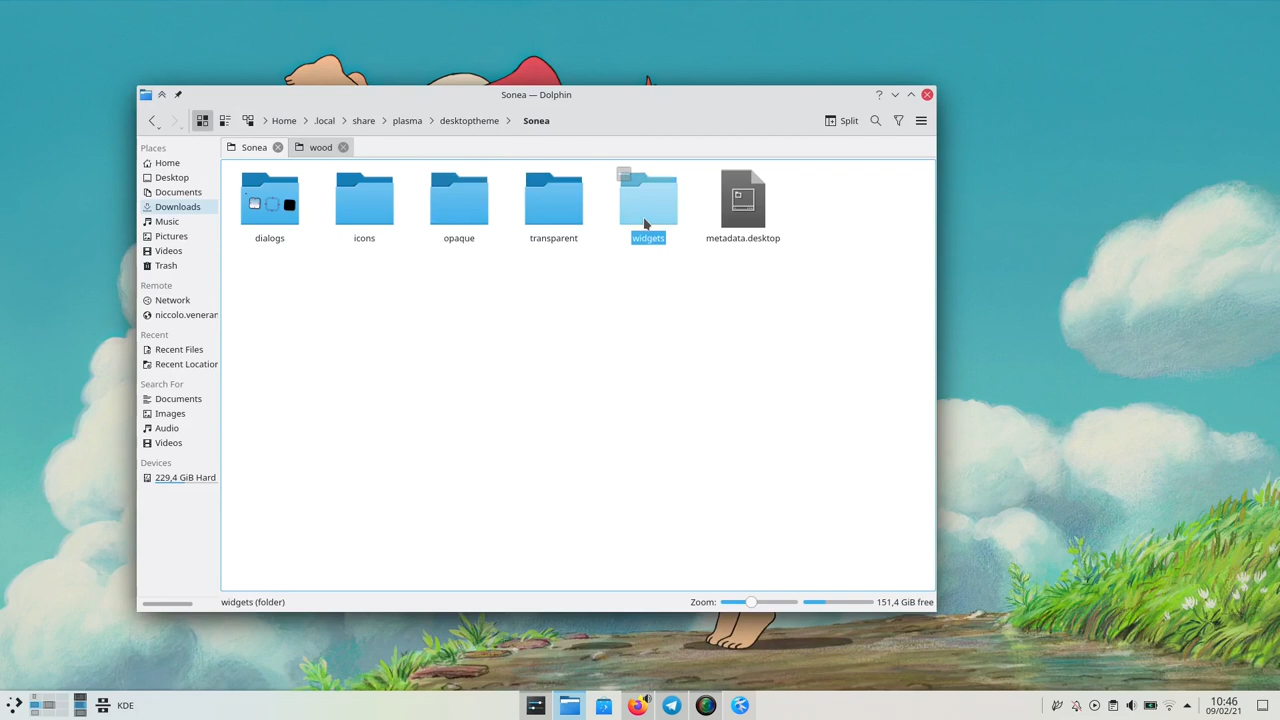 Sonea — Dolphin
Home
.local
share
plasma
desktoptheme
Sonea
Split
Places
Home
Desktop
Documents
Downloads
Music
Pictures
Videos
Trash
Remote
Network
niccolo.veneran
Recent
Recent Files
Recent Location
Search For
Documents
Images
Audio
Videos
Devices
229,4 GiB Hard
Sonea
wood
dialogs
icons
opaque
transparent
widgets
metadata.desktop
widgets (folder)
Zoom:
151,4 GiB free
KDE
10:46
09/02/21